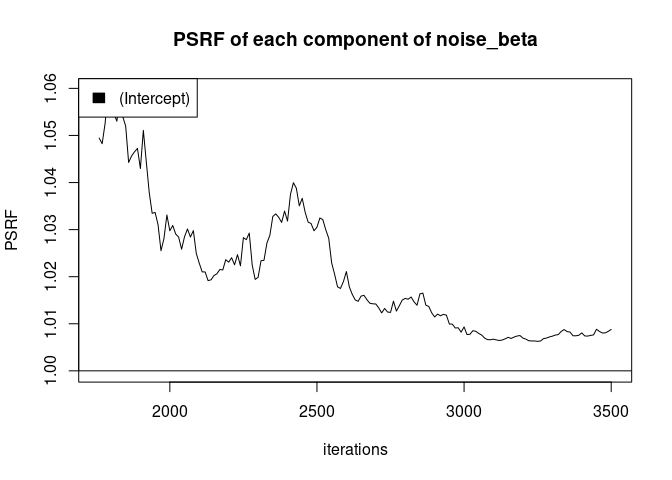 PSRF of each component of noise_beta
(Intercept)
PSRF
1.06
1.05
1.04
1.03
1.02
1.01
1.00
2000 2500 3000 3500
iterations